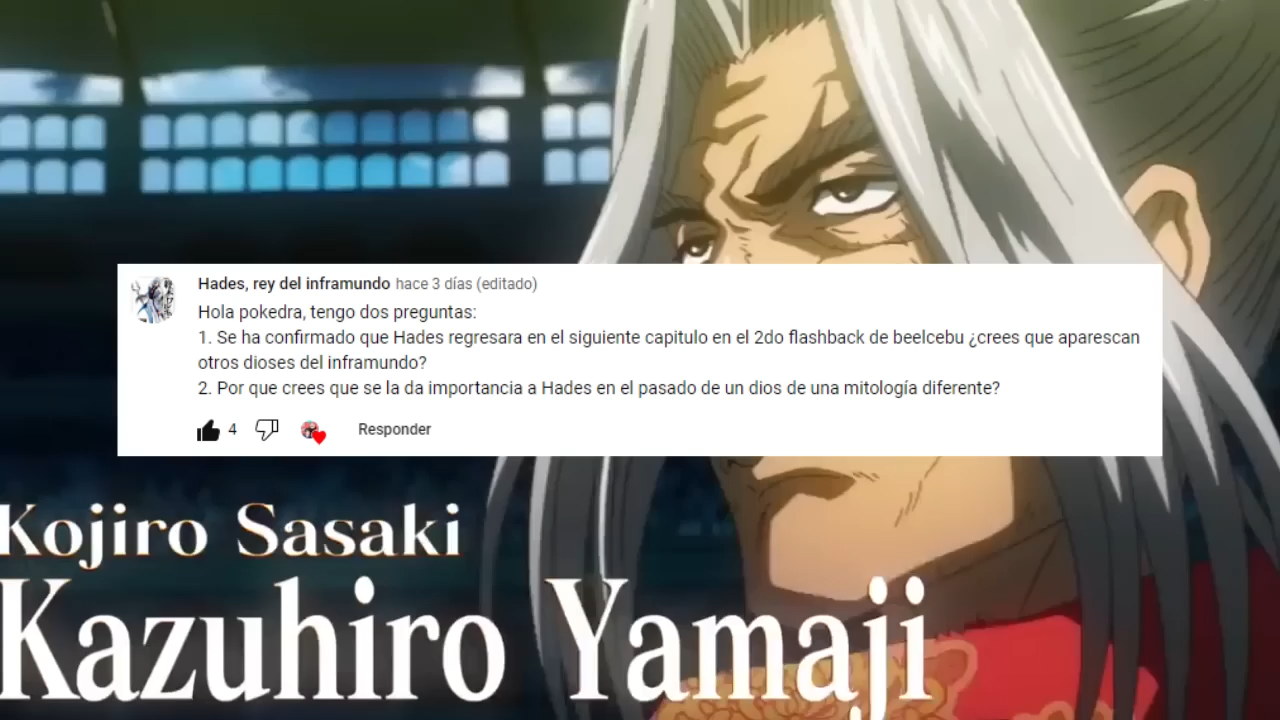 Hades, rey del inframundo hace 3 días (editado)
Hola pokedra, tengo dos preguntas:
1. Se ha confirmado que Hades regresara en el siguiente capitulo en el 2do flashback de beelcebu ¿crees que aparescan
otros dioses del inframundo?
2. Por que crees que se la da importancia a Hades en el pasado de un dios de una mitología diferente?
4 Responder
Kojiro Sasaki
Kazuhiro Yamaji